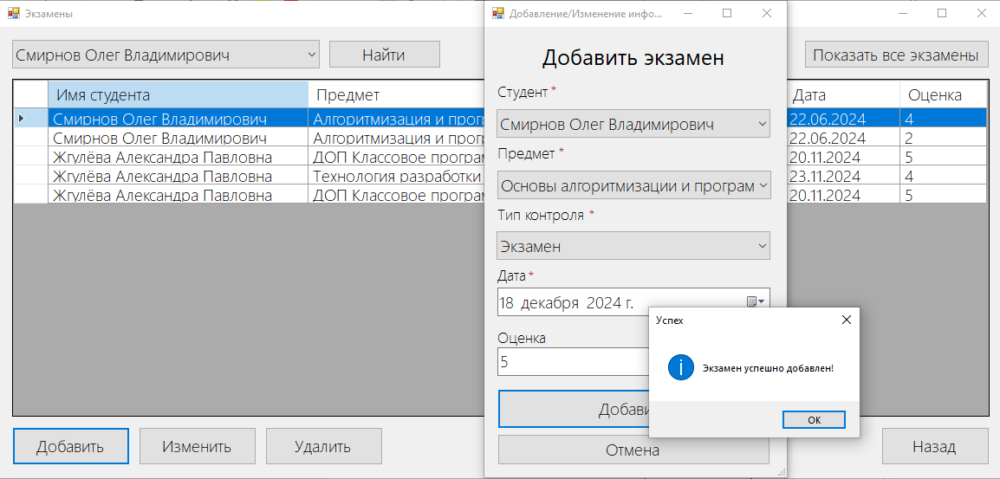 Экзамены
Смирнов Олег Владимирович
Найти
Показать все экзамены
Имя студента Предмет Дата Оценка
Смирнов Олег Владимирович Алгоритмизация и прог 22.06.2024 4
Смирнов Олег Владимирович Алгоритмизация и прог 22.06.2024 2
Жгулёва Александра Павловна ДОП Классовое програм 20.11.2024 5
Жгулёва Александра Павловна Технология разработки 23.11.2024 4
Жгулёва Александра Павловна ДОП Классовое програм 20.11.2024 5
Добавить
Изменить
Удалить
Назад
Добавление/Изменение инфо...
Добавить экзамен
Студент *
Смирнов Олег Владимирович
Предмет *
Основы алгоритмизации и програм
Тип контроля *
Экзамен
Дата *
18 декабря 2024 г.
Оценка
5
Добави
Отмена
Успех
Экзамен успешно добавлен!
ОК